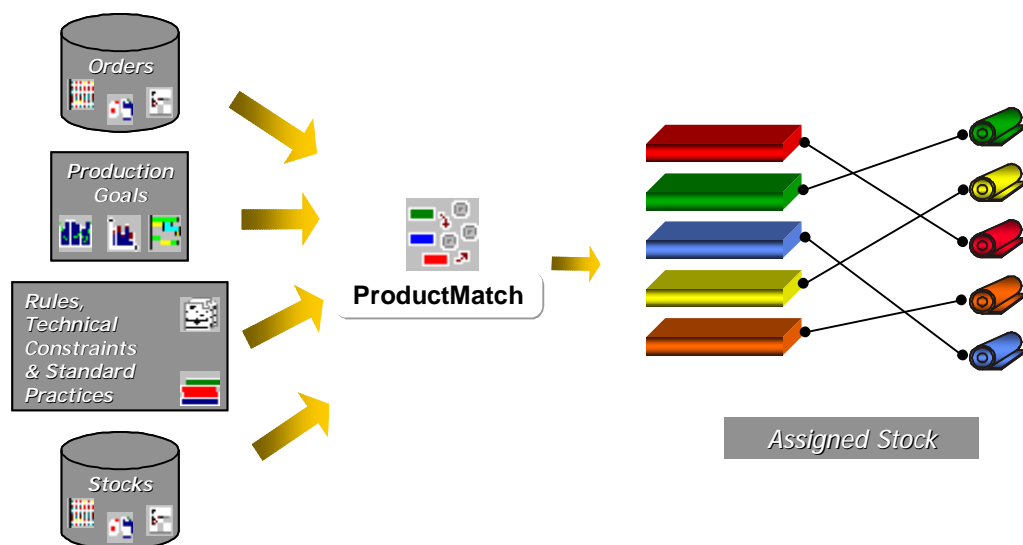 Orders
Production
Goals
Rules,
Technical
Constraints
& Standard
Practices
Stocks
ProductMatch
Assigned Stock